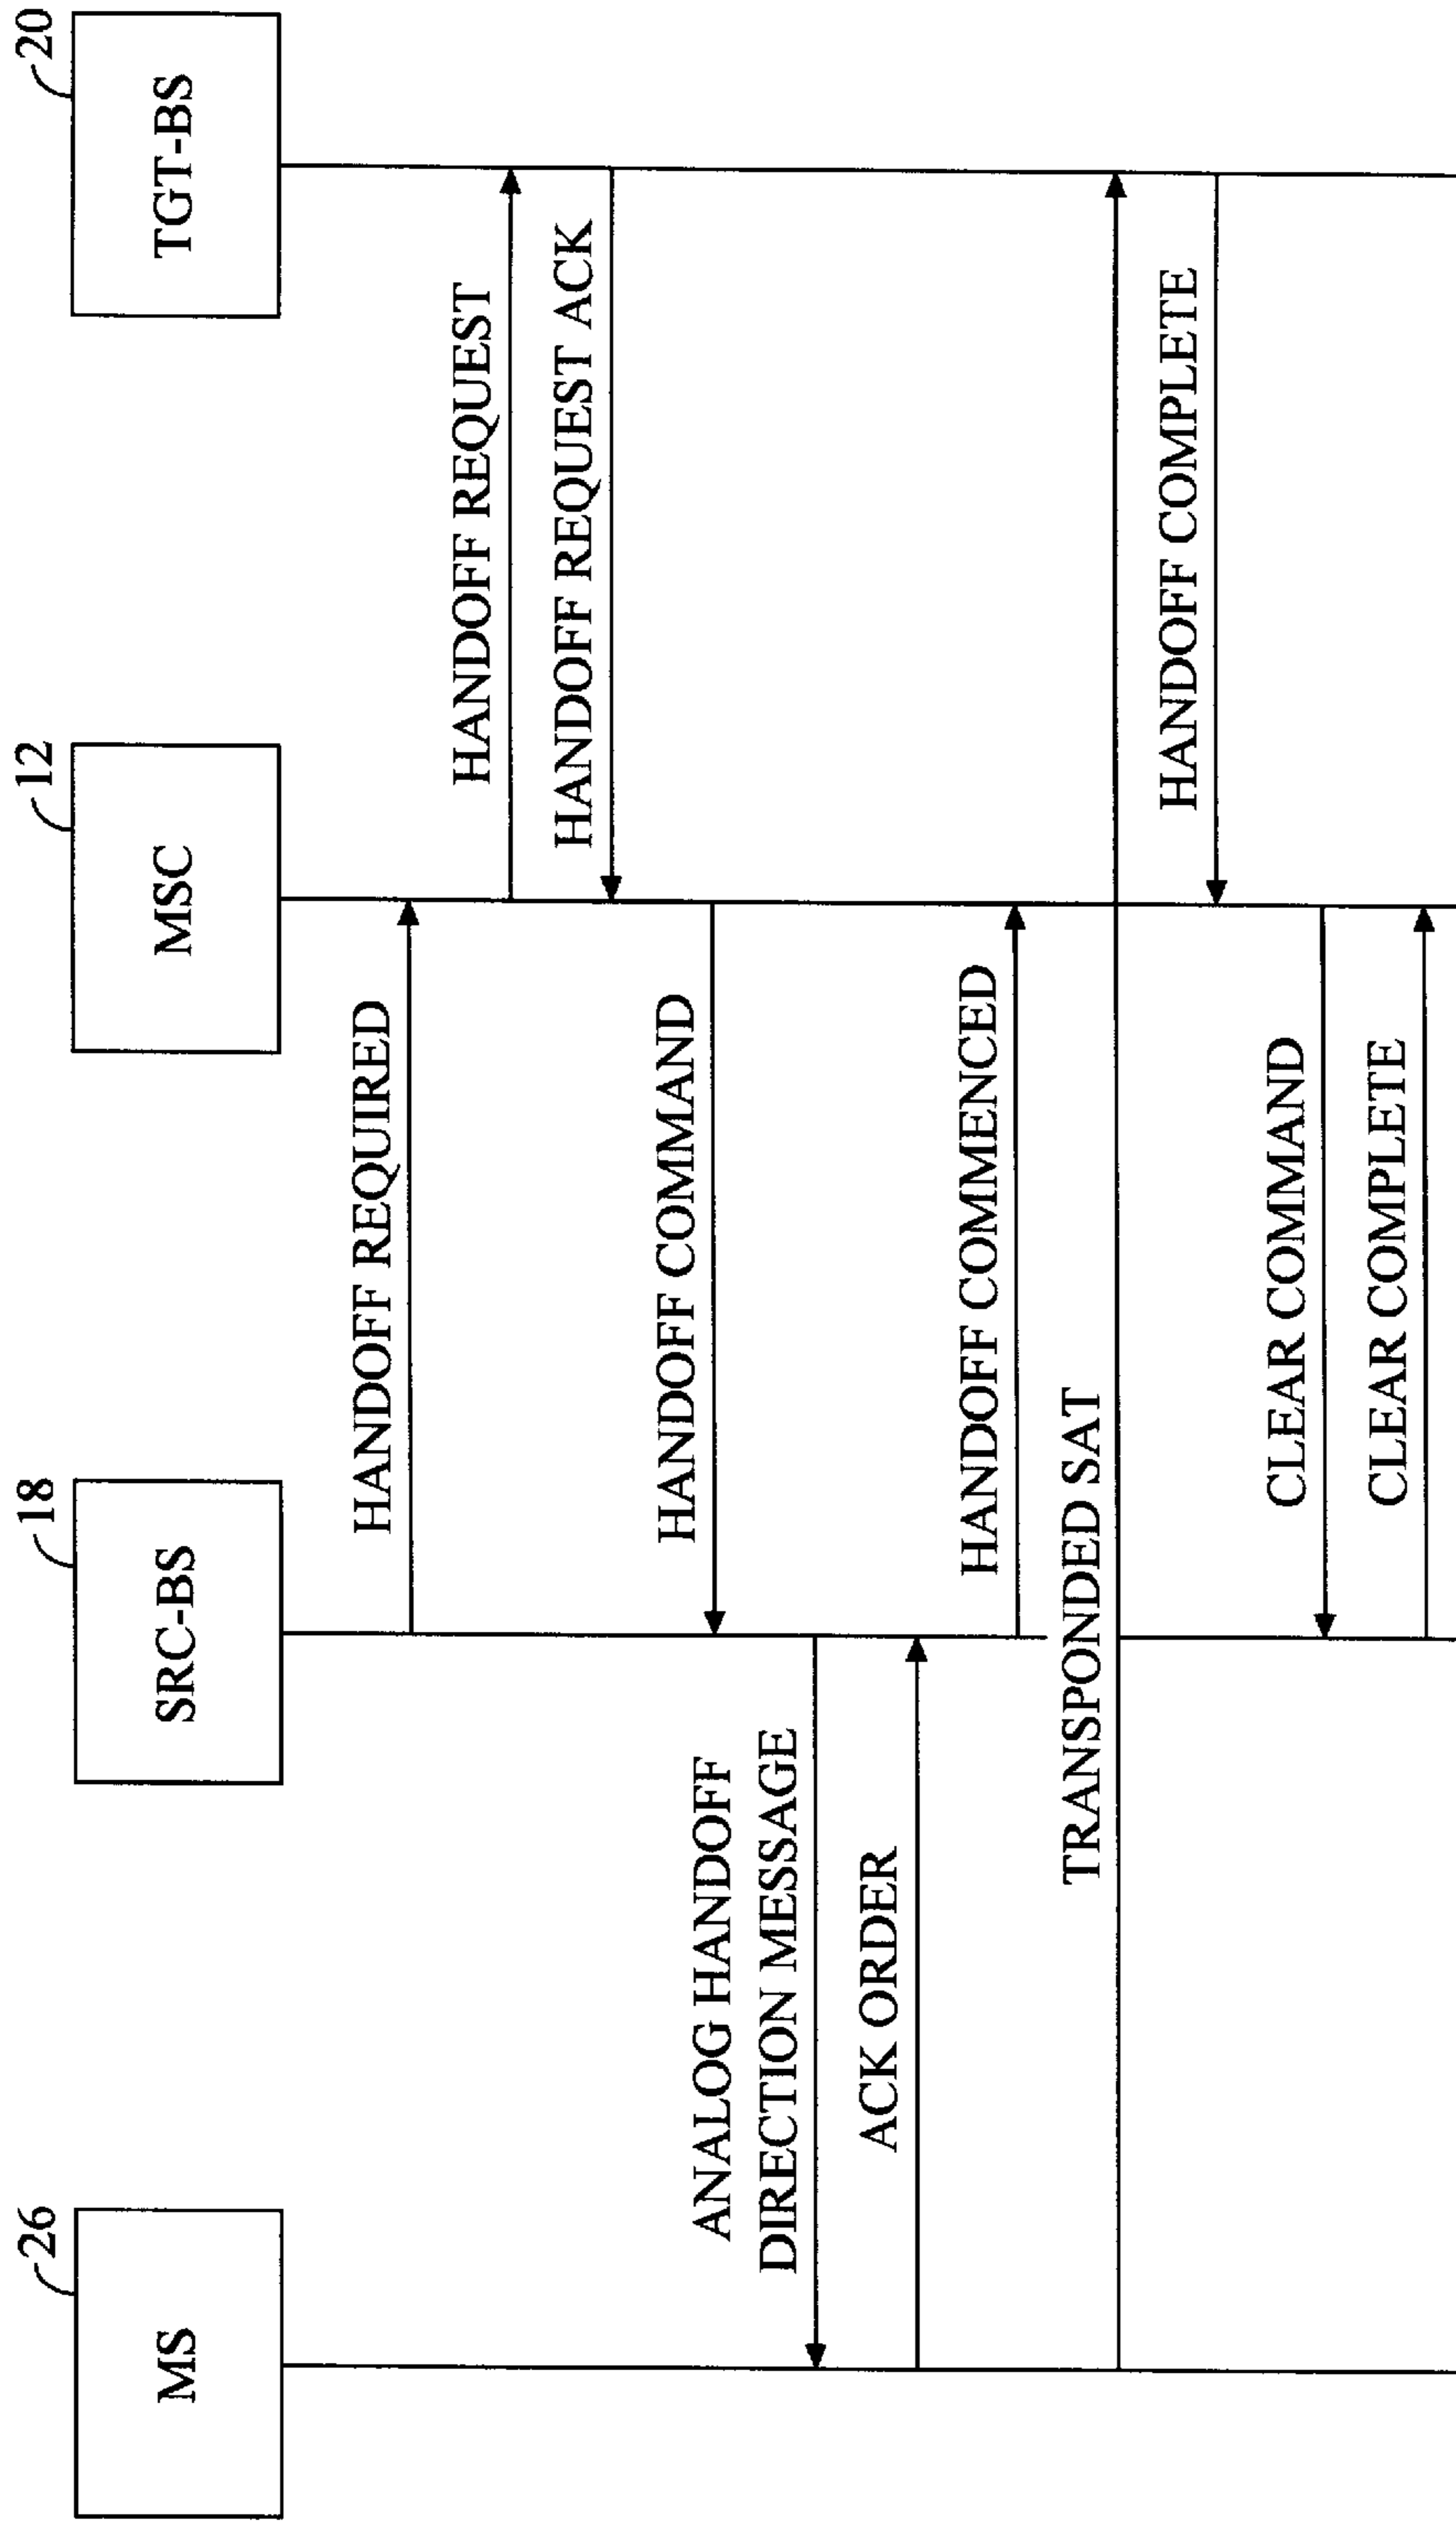 26
18
12
20
MS
SRC-BS
MSC
TGT-BS
HANDOFF REQUIRED
HANDOFF REQUEST
HANDOFF REQUEST ACK
HANDOFF COMMAND
ANALOG HANDOFF
DIRECTION MESSAGE
ACK ORDER
HANDOFF COMMENCED
TRANSPONDED SAT
HANDOFF COMPLETE
CLEAR COMMAND
CLEAR COMPLETE